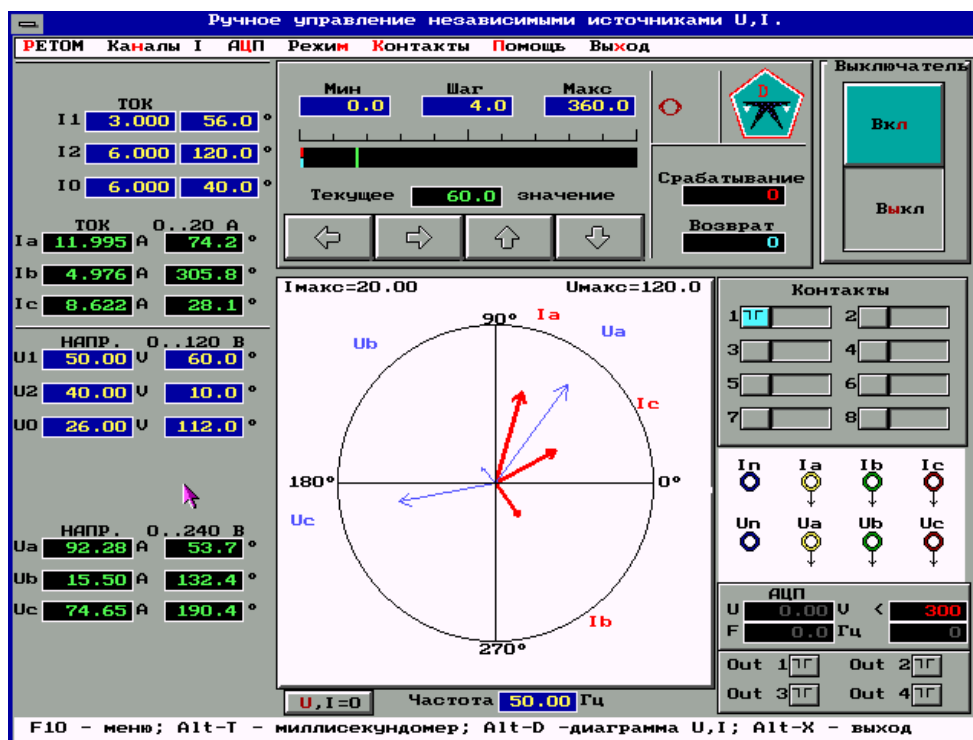 Ручное управление независимыми источниками U,I.
РЕТОМ Каналы I АЦП Режим Контакты Помощь Выход
ТОК
I1 3.000 56.0 °
I2 6.000 120.0 °
I0 6.000 40.0 °
ТОК 0..20 А
Ia 11.995 А 74.2 °
Ib 4.976 А 305.8 °
Ic 8.622 А 28.1 °
НАПР. 0..120 В
U1 50.00 V 60.0 °
U2 40.00 V 10.0 °
U0 26.00 V 112.0 °
НАПР. 0..240 В
Ua 92.28 А 53.7 °
Ub 15.50 А 132.4 °
Uc 74.65 А 190.4 °
Мин Шаг Макс
0.0 4.0 360.0
Текущее 60.0 значение
D
Срабатывание
0
Возврат
0
Выключатель
Вкл
Выкл
Iмакс=20.00 Uмакс=120.0
90° Ia
Ub Ua
Ic
180° 0°
Uc
Ib
270°
U,I=0 Частота 50.00 Гц
Контакты
1 2
3 4
5 6
7 8
In Ia Ib Ic
Un Ua Ub Uc
АЦП
U 0.00 V < 300
F 0.0 Гц 0
Out 1 Out 2
Out 3 Out 4
F10 - меню; Alt-T - миллисекундомер; Alt-D -диаграмма U,I; Alt-X - выход